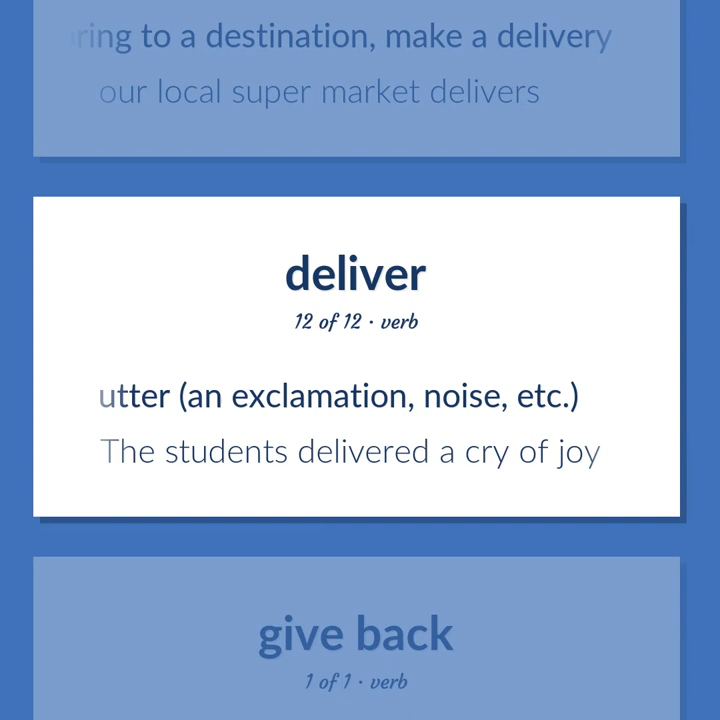 ring to a destination, make a delivery
our local super market delivers
deliver
12 of 12 · verb
utter (an exclamation, noise, etc.)
The students delivered a cry of joy
give back
1 of 1 · verb